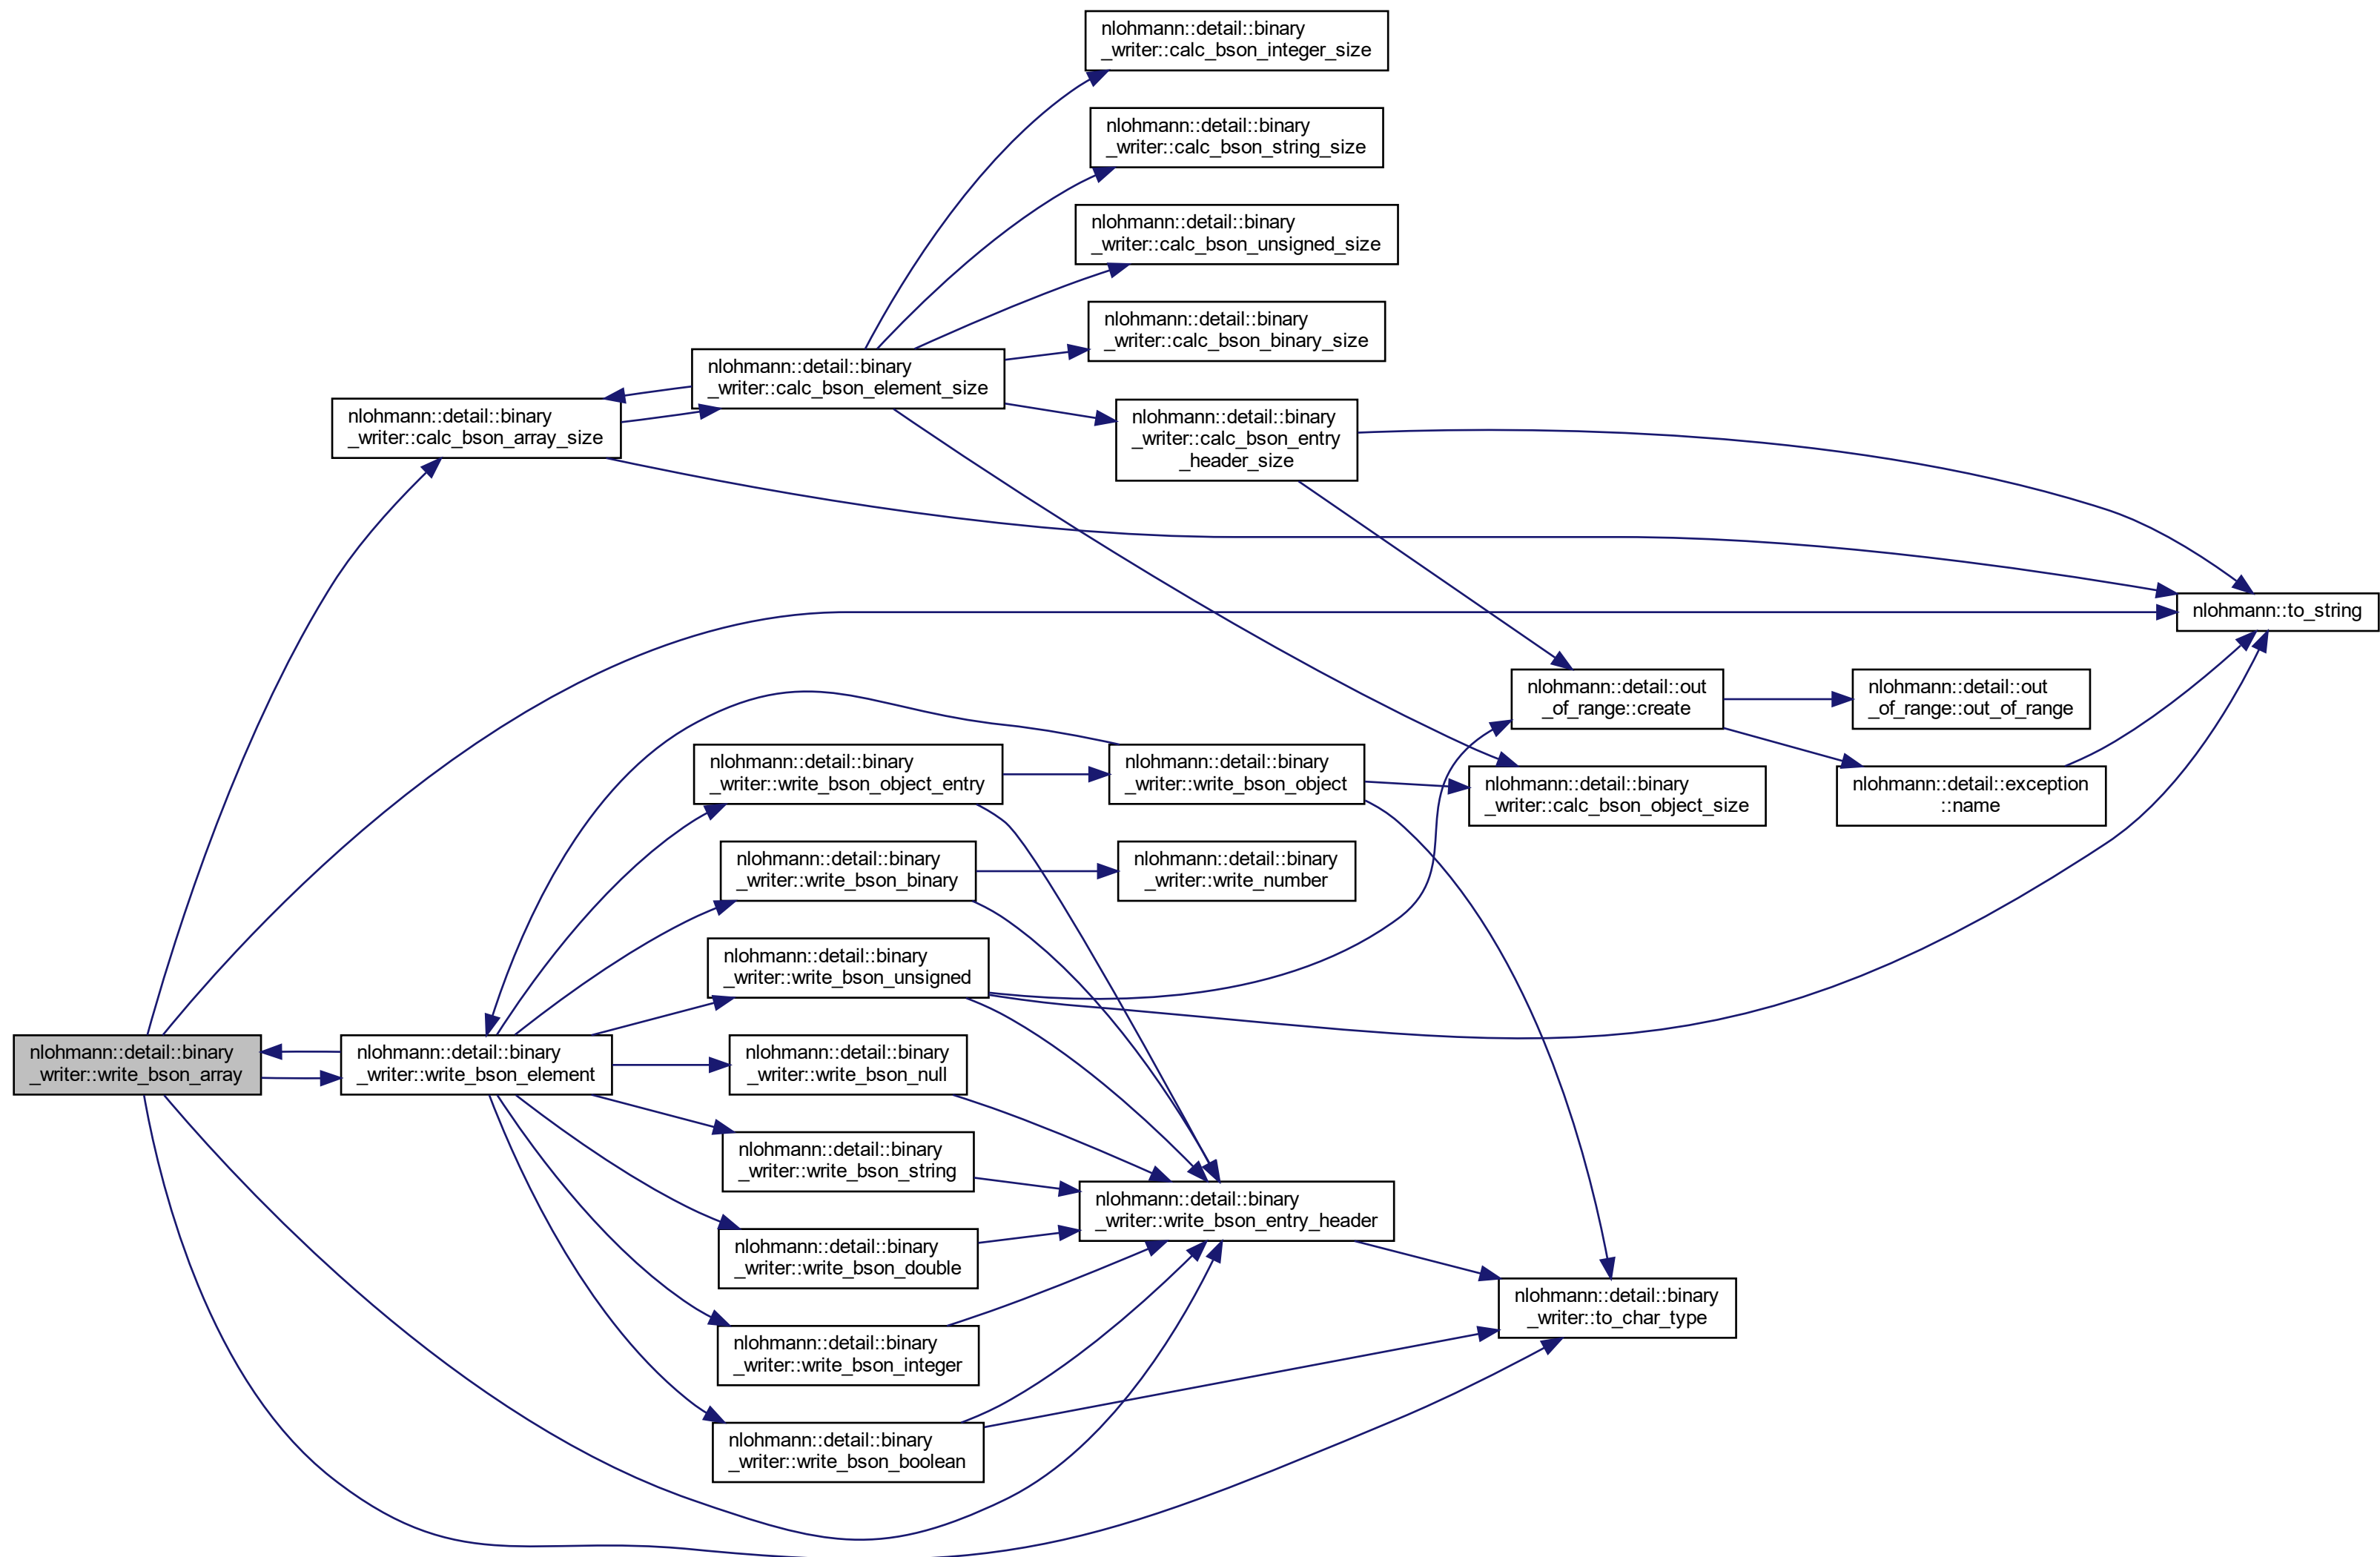 nlohmann::detail::binary
_writer::calc_bson_integer_size
nlohmann::detail::binary
_writer::calc_bson_string_size
nlohmann::detail::binary
_writer::calc_bson_unsigned_size
nlohmann::detail::binary
_writer::calc_bson_binary_size
nlohmann::detail::binary
_writer::calc_bson_element_size
nlohmann::detail::binary
_writer::calc_bson_array_size
nlohmann::detail::binary
_writer::calc_bson_entry
_header_size
nlohmann::to_string
nlohmann::detail::out
_of_range::create
nlohmann::detail::out
_of_range::out_of_range
nlohmann::detail::binary
_writer::write_bson_object_entry
nlohmann::detail::binary
_writer::write_bson_object
nlohmann::detail::binary
_writer::calc_bson_object_size
nlohmann::detail::exception
::name
nlohmann::detail::binary
_writer::write_bson_binary
nlohmann::detail::binary
_writer::write_number
nlohmann::detail::binary
_writer::write_bson_unsigned
nlohmann::detail::binary
_writer::write_bson_array
nlohmann::detail::binary
_writer::write_bson_element
nlohmann::detail::binary
_writer::write_bson_null
nlohmann::detail::binary
_writer::write_bson_string
nlohmann::detail::binary
_writer::write_bson_entry_header
nlohmann::detail::binary
_writer::write_bson_double
nlohmann::detail::binary
_writer::to_char_type
nlohmann::detail::binary
_writer::write_bson_integer
nlohmann::detail::binary
_writer::write_bson_boolean